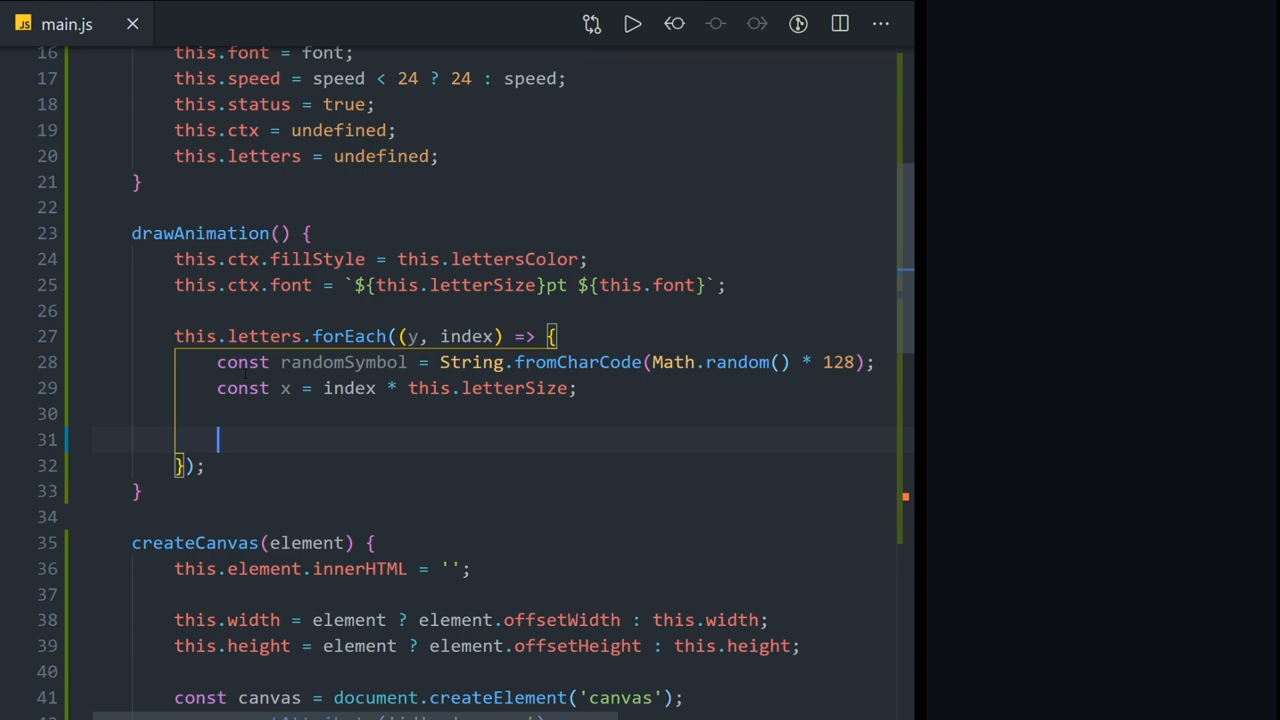 JS main.js
16 this.font = font;
17 this.speed = speed < 24 ? 24 : speed;
18 this.status = true;
19 this.ctx = undefined;
20 this.letters = undefined;
21 }
22
23 drawAnimation() {
24 this.ctx.fillStyle = this.lettersColor;
25 this.ctx.font = `${this.letterSize}pt ${this.font}`;
26
27 this.letters.forEach((y, index) => {
28 const randomSymbol = String.fromCharCode(Math.random() * 128);
29 const x = index * this.letterSize;
30
31
32 });
33 }
34
35 createCanvas(element) {
36 this.element.innerHTML = '';
37
38 this.width = element ? element.offsetWidth : this.width;
39 this.height = element ? element.offsetHeight : this.height;
40
41 const canvas = document.createElement('canvas');